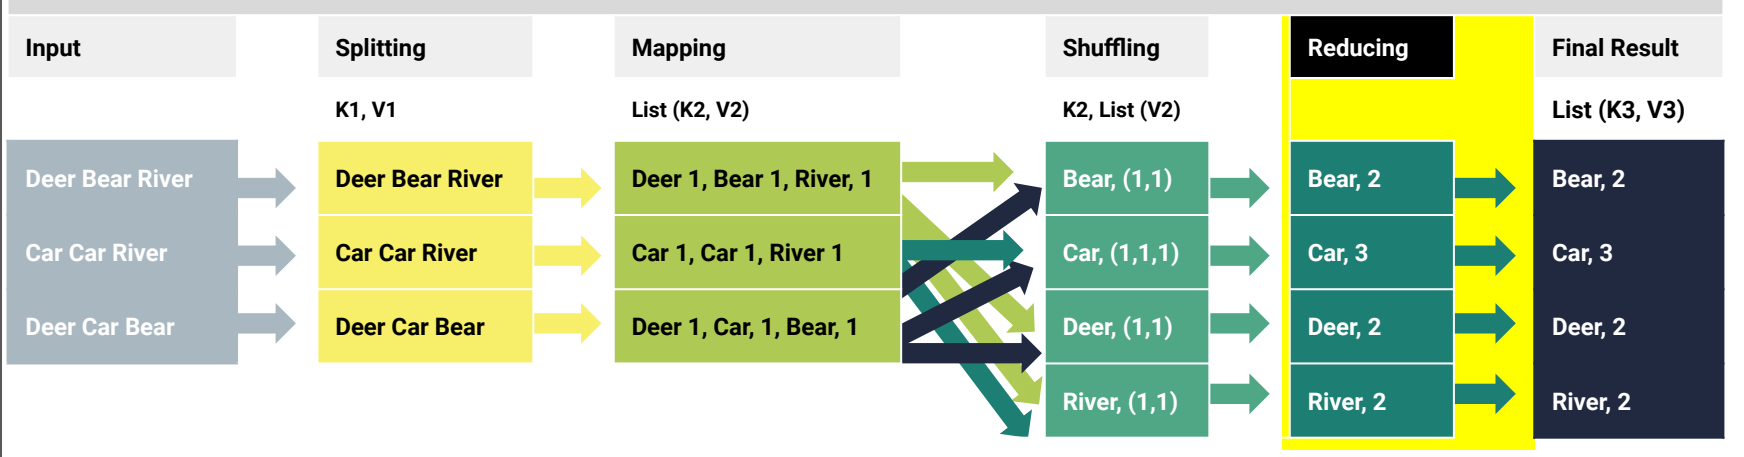 Input Splitting Mapping Shuffling Reducing Final Result
K1, V1 List (K2, V2) K2, List (V2) List (K3, V3)
Deer Bear River Deer Bear River Deer 1, Bear 1, River, 1 Bear, (1,1) Bear, 2 Bear, 2
Car Car River Car Car River Car 1, Car 1, River 1 Car, (1,1,1) Car, 3 Car, 3
Deer Car Bear Deer Car Bear Deer 1, Car, 1, Bear, 1 Deer, (1,1) Deer, 2 Deer, 2
River, (1,1) River, 2 River, 2